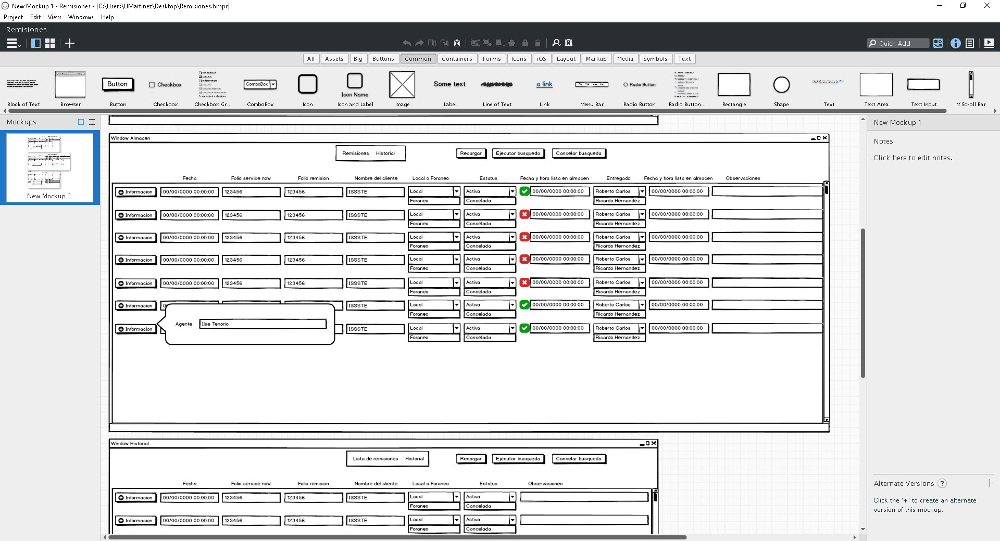 New Mockup 1 - Remisiones - [C:\Users\UMartinez\Desktop\Remisiones.bmpr]
Project Edit View Windows Help
Remisiones
Quick Add
All Assets Big Buttons Common Containers Forms Icons iOS Layout Markup Media Symbols Text
Button Checkbox ComboBox Icon Name Some text a link File Edit View Help Radio Button
Block of Text Browser Button Checkbox Checkbox Gr... ComboBox Icon Icon and Label Image Label Line of Text Link Menu Bar Radio Button Radio Button... Rectangle Shape Text Text Area Text Input V.Scroll Bar
Mockups
New Mockup 1
New Mockup 1
Notes
Click here to edit notes.
Window Almacen
Remisiones Historial Recargar Ejecutar busqueda Cancelar busqueda
Fecha Folio service now Folio remision Nombre del cliente Local o Foraneo Estatus Fecha y hora lista en almacen Entregado Fecha y hora lista en almacen Observaciones
Informacion 00/00/0000 00:00:00 123456 123456 ISSSTE Local Activa 00/00/0000 00:00:00 Roberto Carlos 00/00/0000 00:00:00
Foraneo Cancelada Ricardo Hernandez
Informacion 00/00/0000 00:00:00 123456 123456 ISSSTE Local Activa 00/00/0000 00:00:00 Roberto Carlos 00/00/0000 00:00:00
Foraneo Cancelada Ricardo Hernandez
Informacion 00/00/0000 00:00:00 123456 123456 ISSSTE Local Activa 00/00/0000 00:00:00 Roberto Carlos 00/00/0000 00:00:00
Foraneo Cancelada Ricardo Hernandez
Informacion 00/00/0000 00:00:00 123456 123456 ISSSTE Local Activa 00/00/0000 00:00:00 Roberto Carlos 00/00/0000 00:00:00
Foraneo Cancelada Ricardo Hernandez
Informacion 00/00/0000 00:00:00 123456 123456 ISSSTE Local Activa 00/00/0000 00:00:00 Roberto Carlos 00/00/0000 00:00:00
Foraneo Cancelada Ricardo Hernandez
Informacion ISSSTE Local Activa 00/00/0000 00:00:00 Roberto Carlos 00/00/0000 00:00:00
Foraneo Cancelada Ricardo Hernandez
Agente Ilse Tenorio
Informacion ISSSTE Local Activa 00/00/0000 00:00:00 Roberto Carlos 00/00/0000 00:00:00
Foraneo Cancelada Ricardo Hernandez
Window Historial
Lista de remisiones Historial Recargar Ejecutar busqueda Cancelar busqueda
Fecha Folio service now Folio remision Nombre del cliente Local o Foraneo Estatus Observaciones
Informacion 00/00/0000 00:00:00 123456 123456 ISSSTE Local Activa
Foraneo Cancelada
Informacion 00/00/0000 00:00:00 123456 123456 ISSSTE Local Activa
Foraneo Cancelada
Alternate Versions ?
Click the '+' to create an alternate
version of this mockup.